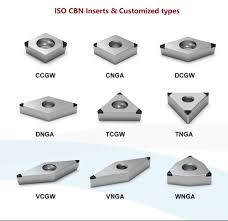 ISO CBN Inserts & Customized types
CCGW
CNGA
DCGW
DNGA
TCGW
TNGA
VCGW
VNGA
WNGA